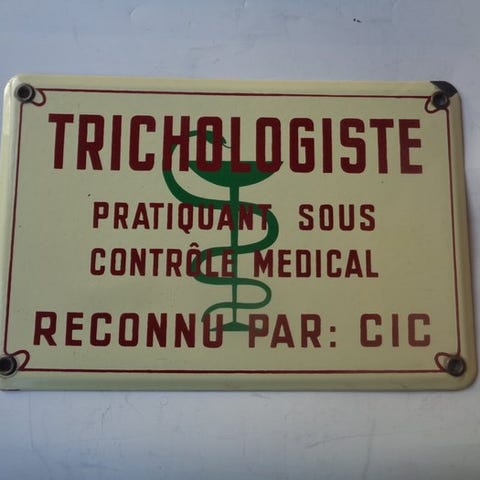 TRICHOLOGISTE
PRATIQUANT SOUS
CONTRÔLE MEDICAL
RECONNU PAR: CIC